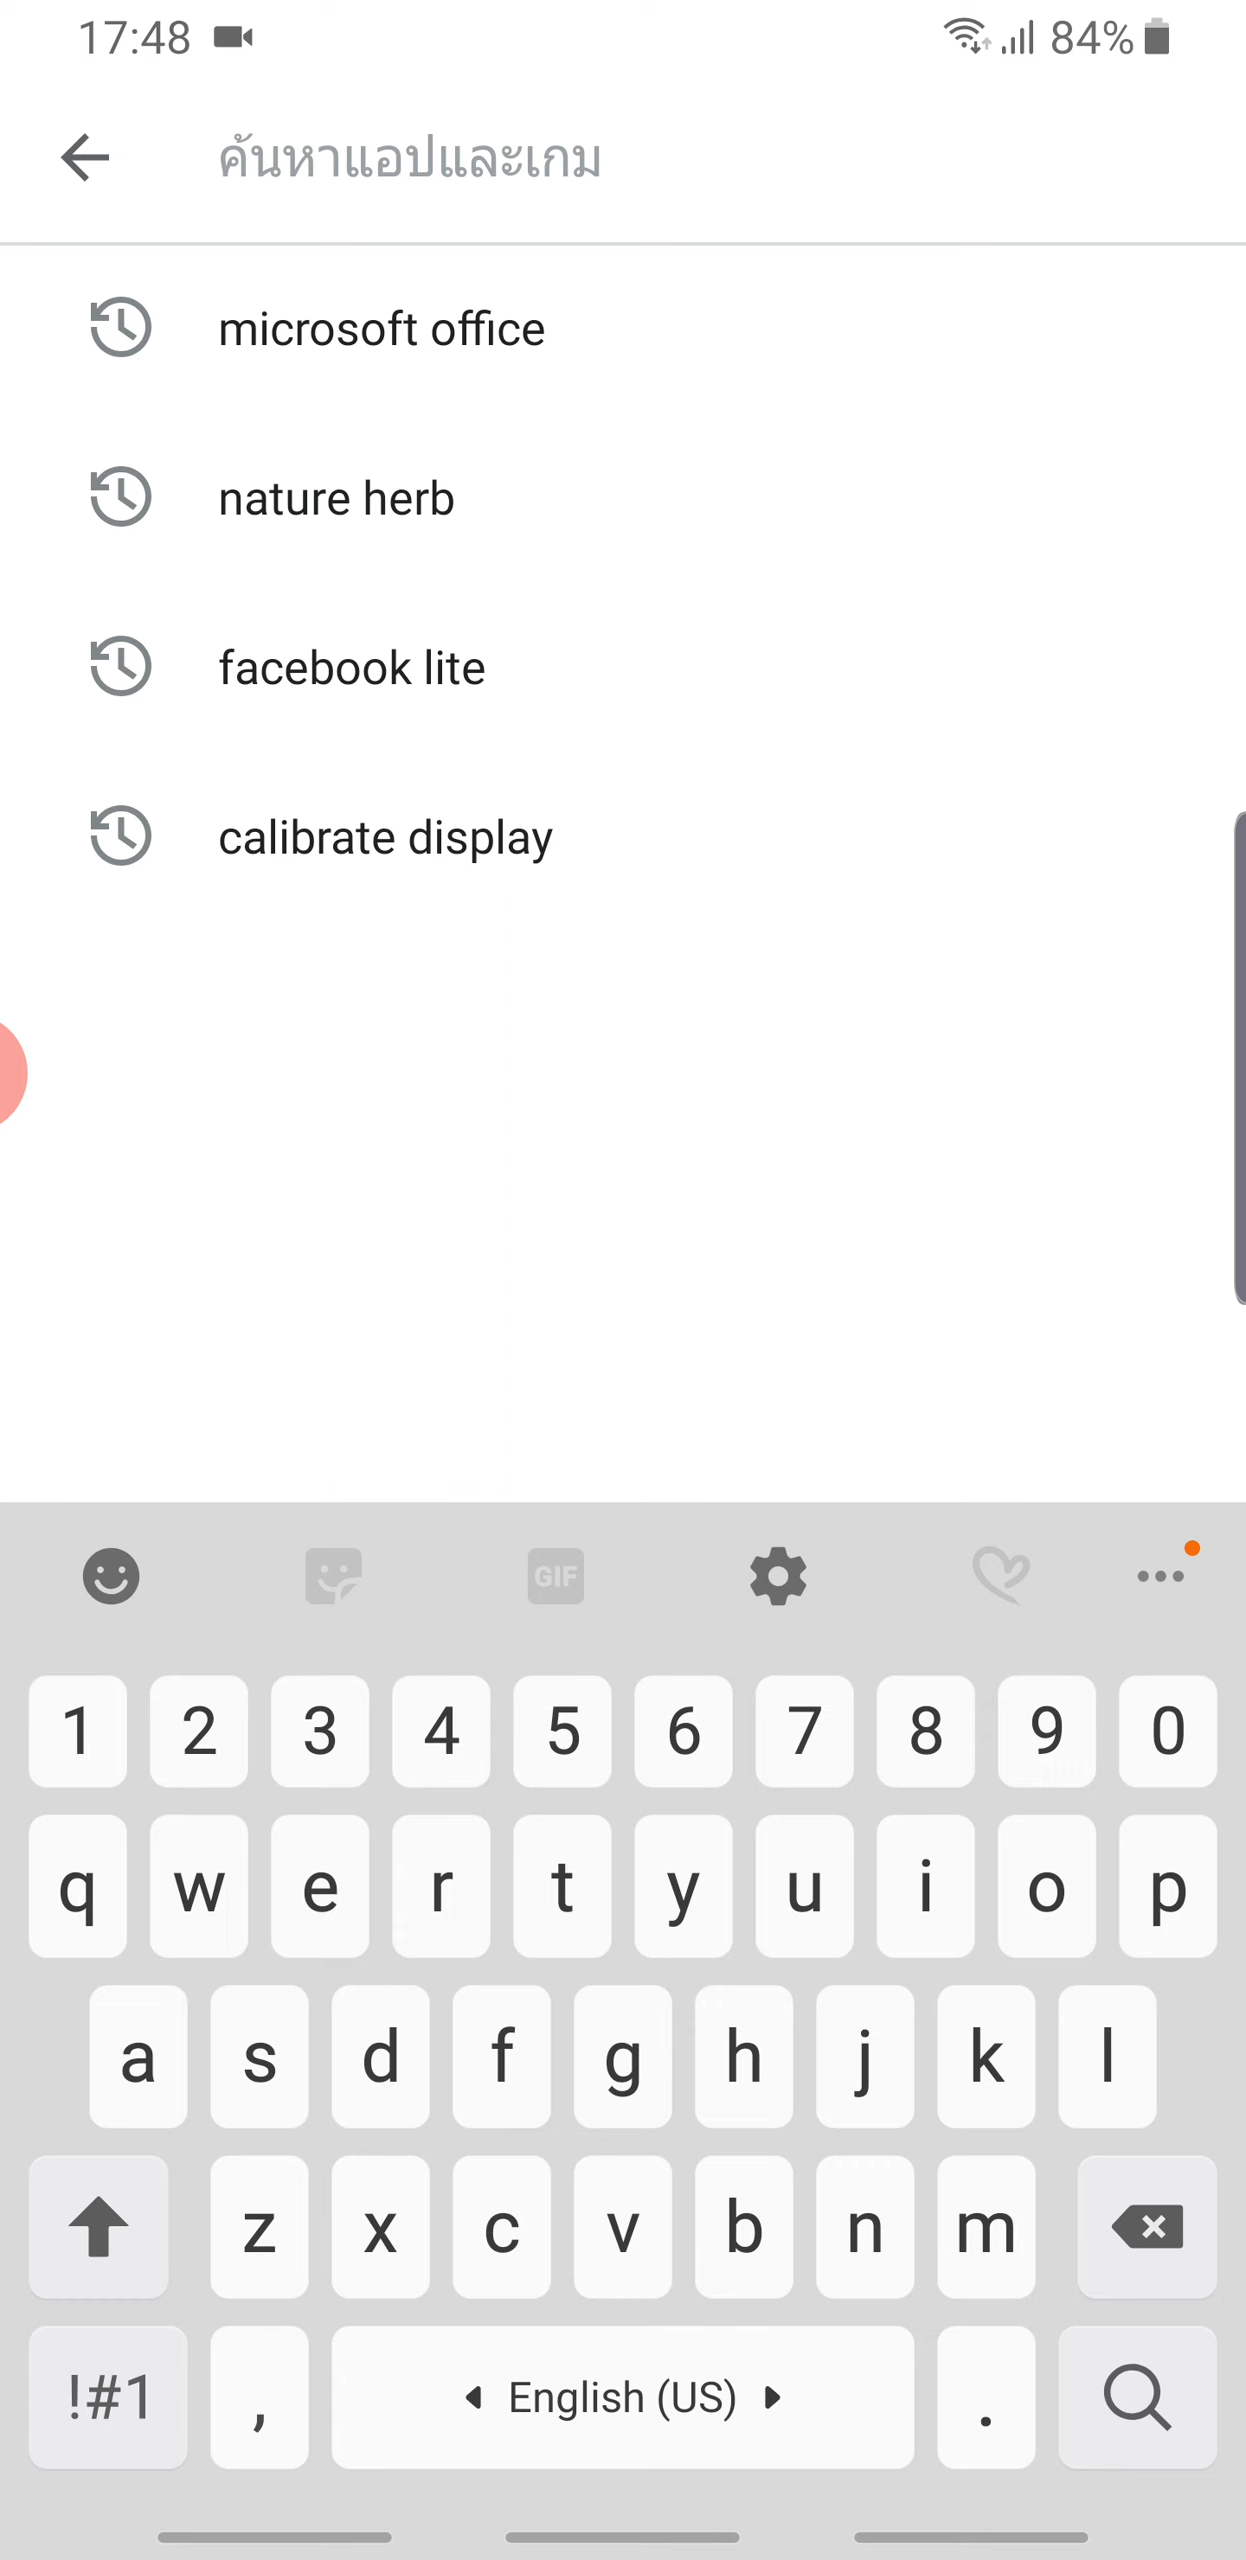 17:48 84%
ค้นหาแอปและเกม
microsoft office
nature herb
facebook lite
calibrate display
GIF
1 2 3 4 5 6 7 8 9 0
q w e r t y u i o p
a s d f g h j k l
z x c v b n m
!#1 , English (US) .